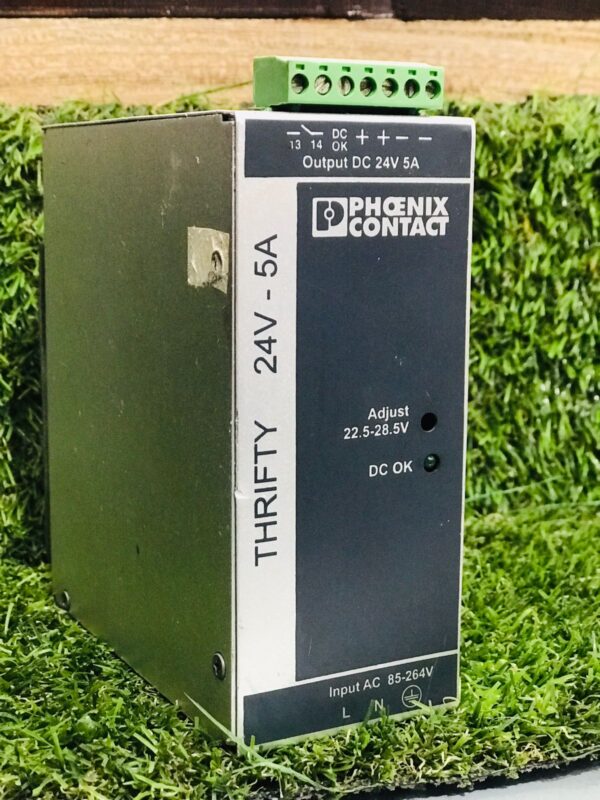 DC
OK + + − −
13 14
Output DC 24V 5A
PHŒNIX
CONTACT
THRIFTY 24V - 5A
Adjust
22.5-28.5V
DC OK
Input AC 85-264V
L N